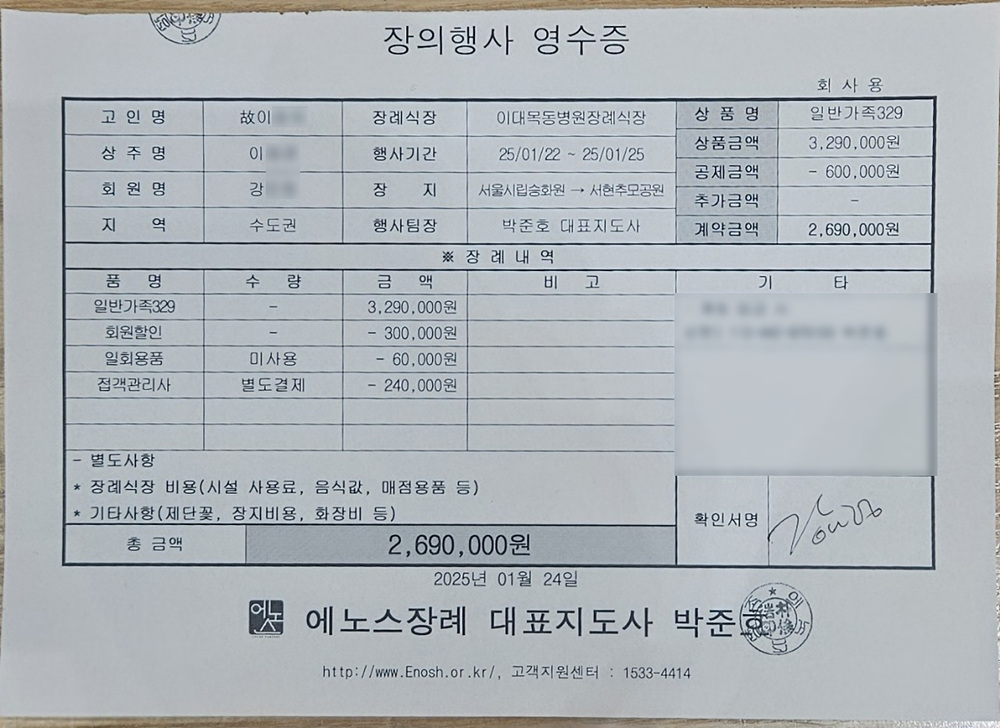 장의행사 영수증
회 사 용
고 인 명 故이 장례식장 이대목동병원장례식장 상 품 명 일반가족329
상 주 명 이 행사기간 25/01/22 ~ 25/01/25 상품금액 3,290,000원
회 원 명 강 장 지 서울시립승화원 → 서현추모공원 공제금액 - 600,000원
추가금액 -
지 역 수도권 행사팀장 박준호 대표지도사 계약금액 2,690,000원
※ 장 례 내 역
품 명 수 량 금 액 비 고 기 타
일반가족329 - 3,290,000원
회원할인 - - 300,000원
일회용품 미사용 - 60,000원
접객관리사 별도결제 - 240,000원
- 별도사항
* 장례식장 비용(시설 사용료, 음식값, 매점용품 등)
* 기타사항(제단꽃, 장지비용, 화장비 등)
확인서명
총 금액 2,690,000원
2025년 01월 24일
에노스 에노스장례 대표지도사 박준호
http://www.Enosh.or.kr/, 고객지원센터 : 1533-4414